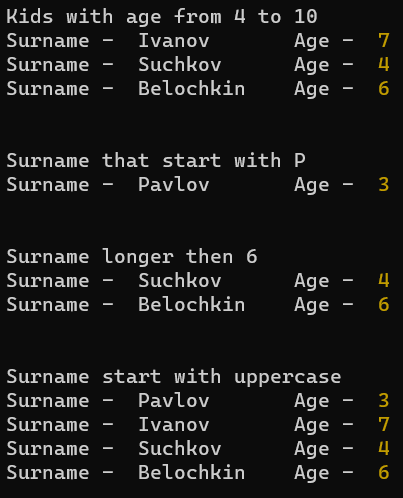 Kids with age from 4 to 10
Surname - Ivanov Age - 7
Surname - Suchkov Age - 4
Surname - Belochkin Age - 6
Surname that start with P
Surname - Pavlov Age - 3
Surname longer then 6
Surname - Suchkov Age - 4
Surname - Belochkin Age - 6
Surname start with uppercase
Surname - Pavlov Age - 3
Surname - Ivanov Age - 7
Surname - Suchkov Age - 4
Surname - Belochkin Age - 6